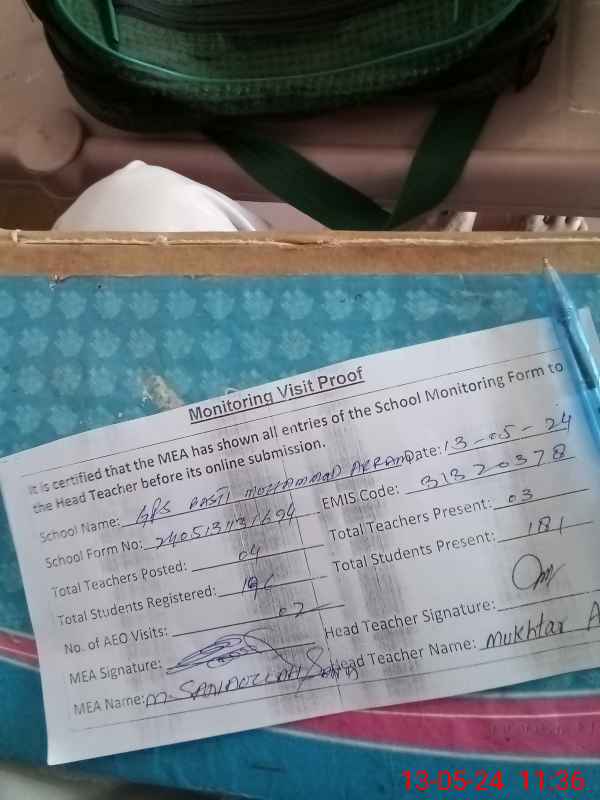 Monitoring Visit Proof
It is certified that the MEA has shown all entries of the School Monitoring Form to
the Head Teacher before its online submission.
School Name: GPS BASTI MOHAMMAD Date: 13-05-24
School Form No: EMIS Code: 31320378
Total Teachers Posted: 04 Total Teachers Present: 03
Total Students Registered: Total Students Present: 181
No. of AEO Visits: 02
MEA Signature: Head Teacher Signature:
MEA Name: M. Head Teacher Name: Mukhtar A
13-05-24 11:36